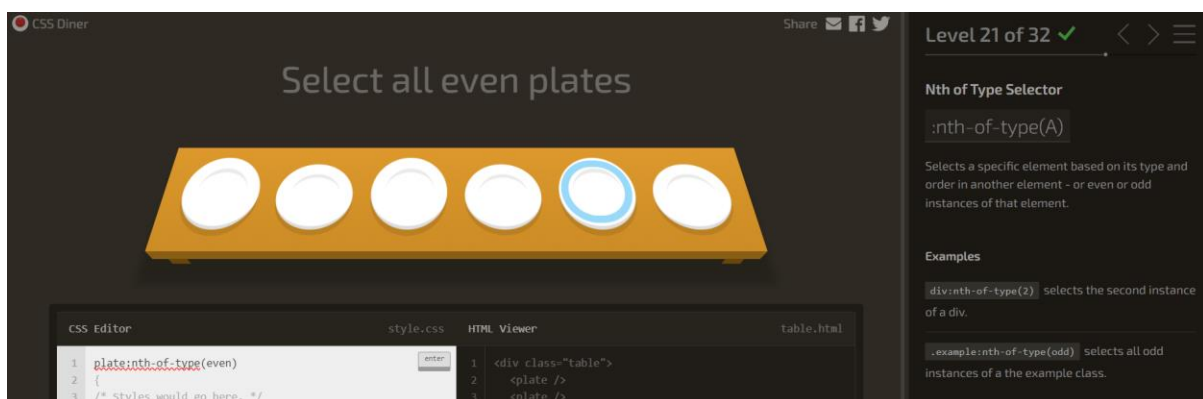 CSS Diner
Share
Select all even plates
CSS Editor style.css
1 plate:nth-of-type(even)
enter
2 {
3 /* Styles would go here. */
HTML Viewer table.html
1 <div class="table">
2 <plate />
3 <plate />
Level 21 of 32
Nth of Type Selector
:nth-of-type(A)
Selects a specific element based on its type and
order in another element - or even or odd
instances of that element.
Examples
div:nth-of-type(2) selects the second instance
of a div.
.example:nth-of-type(odd) selects all odd
instances of a the example class.